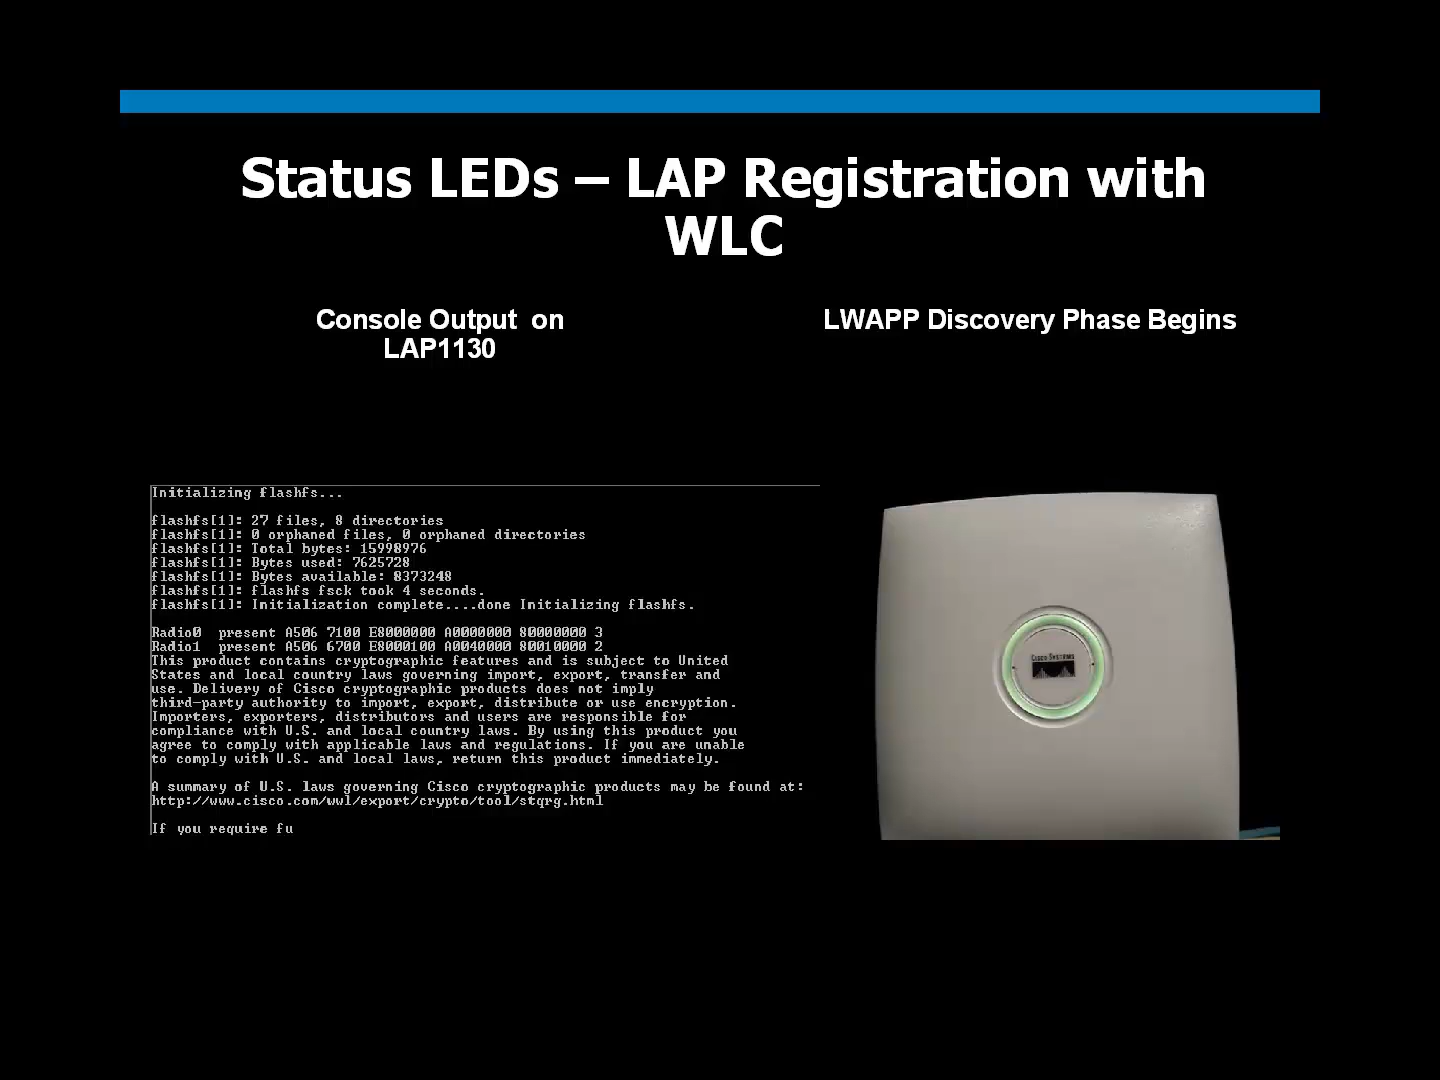 Status LEDs – LAP Registration with
WLC
Console Output on
LAP1130
LWAPP Discovery Phase Begins
Initializing flashfs...
flashfs[1]: 27 files, 8 directories
flashfs[1]: 0 orphaned files, 0 orphaned directories
flashfs[1]: Total bytes: 15998976
flashfs[1]: Bytes used: 7625728
flashfs[1]: Bytes available: 8373248
flashfs[1]: flashfs fsck took 4 seconds.
flashfs[1]: Initialization complete....done Initializing flashfs.
Radio0 present A506 7100 E8000000 A0000000 80000000 3
Radio1 present A506 6700 E8000100 A0040000 80010000 2
This product contains cryptographic features and is subject to United
States and local country laws governing import, export, transfer and
use. Delivery of Cisco cryptographic products does not imply
third-party authority to import, export, distribute or use encryption.
Importers, exporters, distributors and users are responsible for
compliance with U.S. and local country laws. By using this product you
agree to comply with applicable laws and regulations. If you are unable
to comply with U.S. and local laws, return this product immediately.
A summary of U.S. laws governing Cisco cryptographic products may be found at:
http://www.cisco.com/wwl/export/crypto/tool/stqrg.html
If you require fu
Cisco Systems